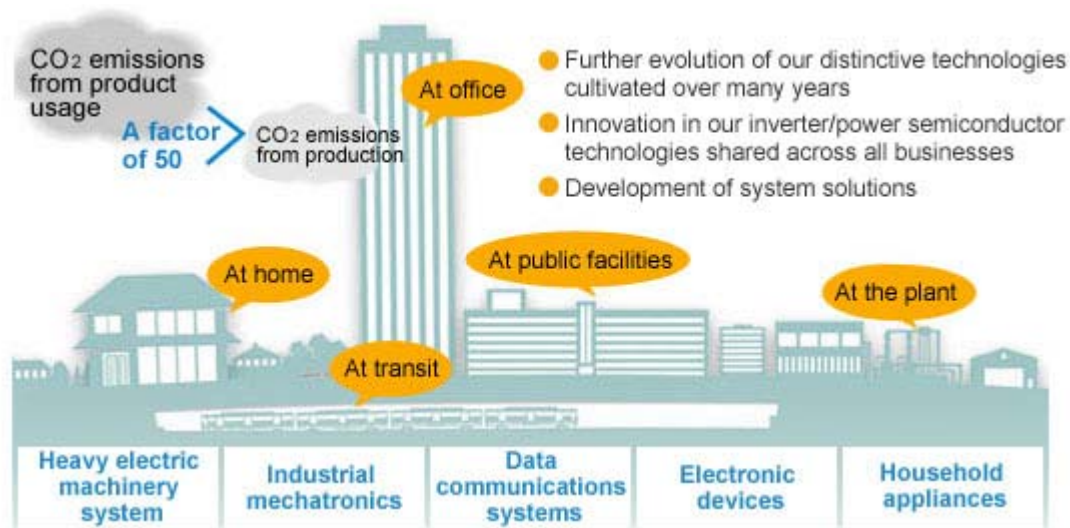 CO2 emissions
from product
usage
A factor
of 50
CO2 emissions
from production
At office
Further evolution of our distinctive technologies
cultivated over many years
Innovation in our inverter/power semiconductor
technologies shared across all businesses
Development of system solutions
At home
At public facilities
At the plant
At transit
Heavy electric
machinery
system
Industrial
mechatronics
Data
communications
systems
Electronic
devices
Household
appliances